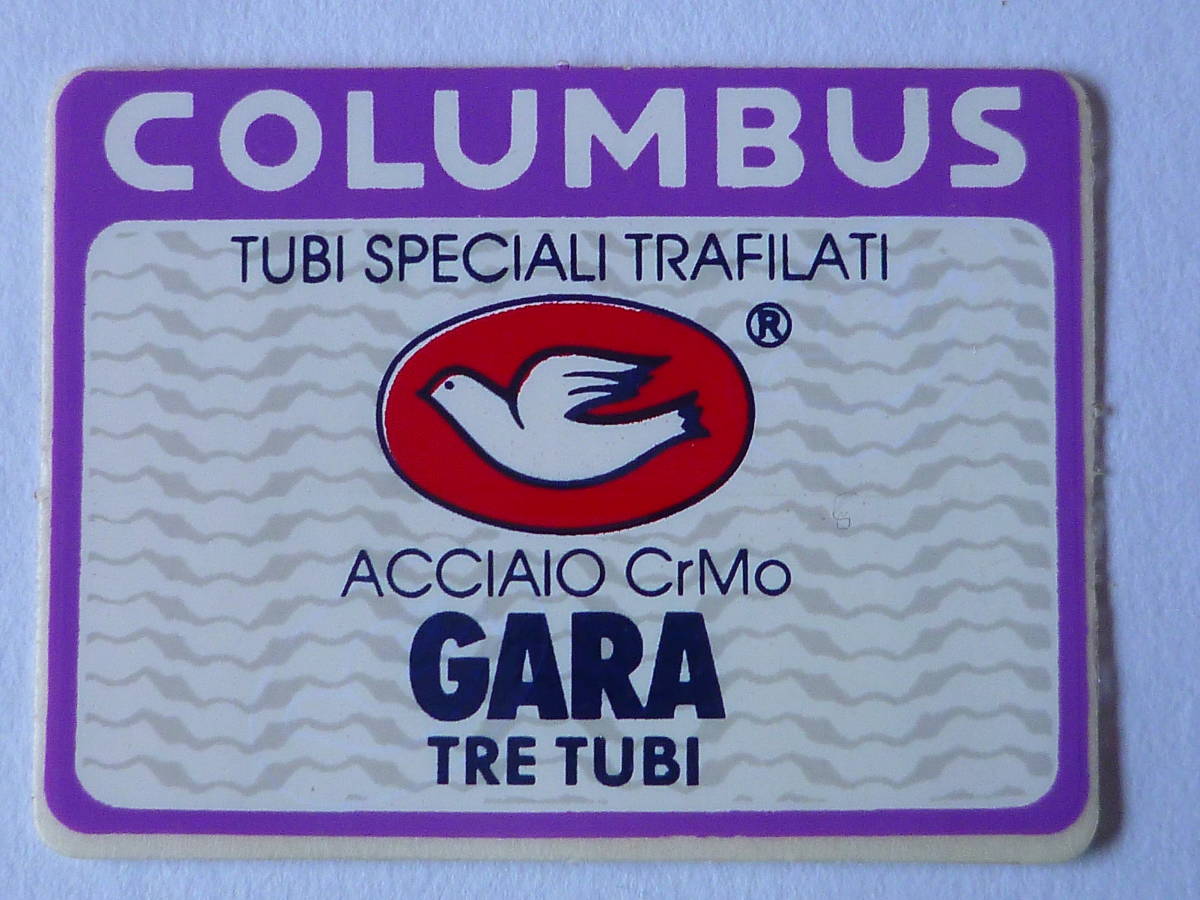 COLUMBUS
TUBI SPECIALI TRAFILATI
®
ACCIAIO CrMo
GARA
TRE TUBI